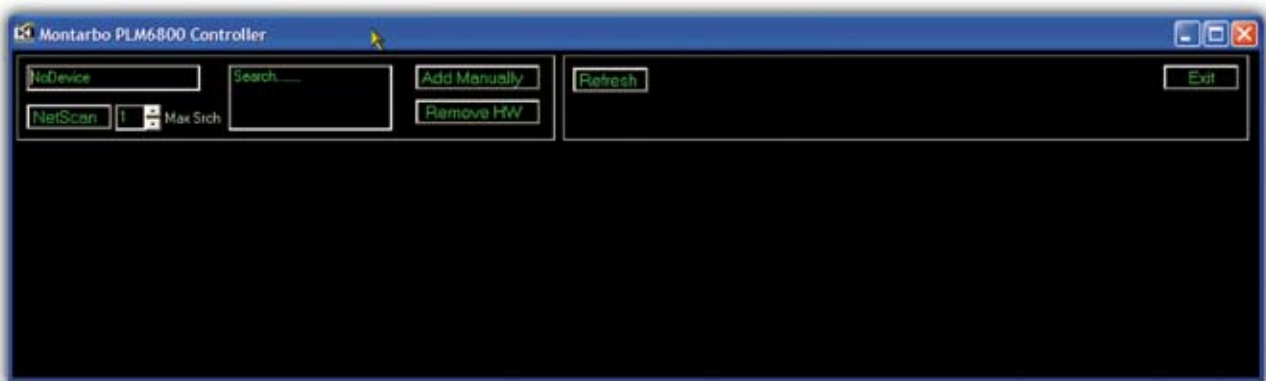 Montarbo PLM6800 Controller
NoDevice
Search.......
Add Manually
Refresh
Exit
NetScan
1
Max Srch
Remove HW